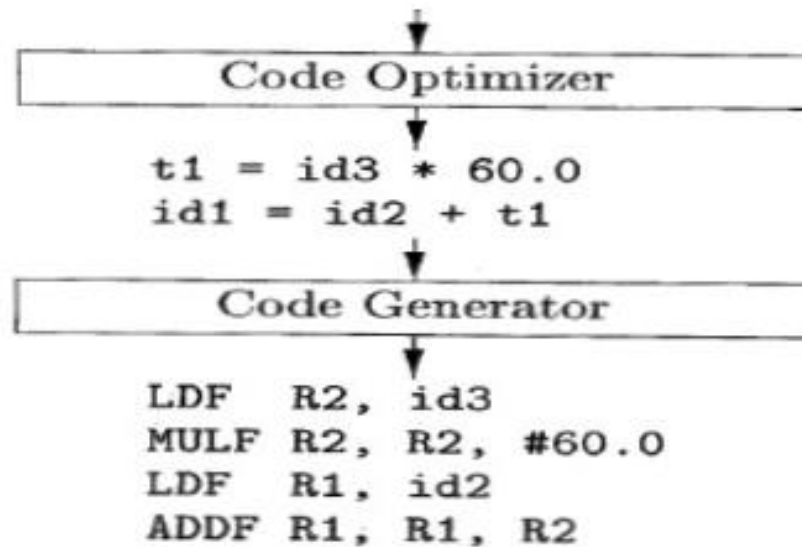 Code Optimizer
t1 = id3 * 60.0
id1 = id2 + t1
Code Generator
LDF R2, id3
MULF R2, R2, #60.0
LDF R1, id2
ADDF R1, R1, R2